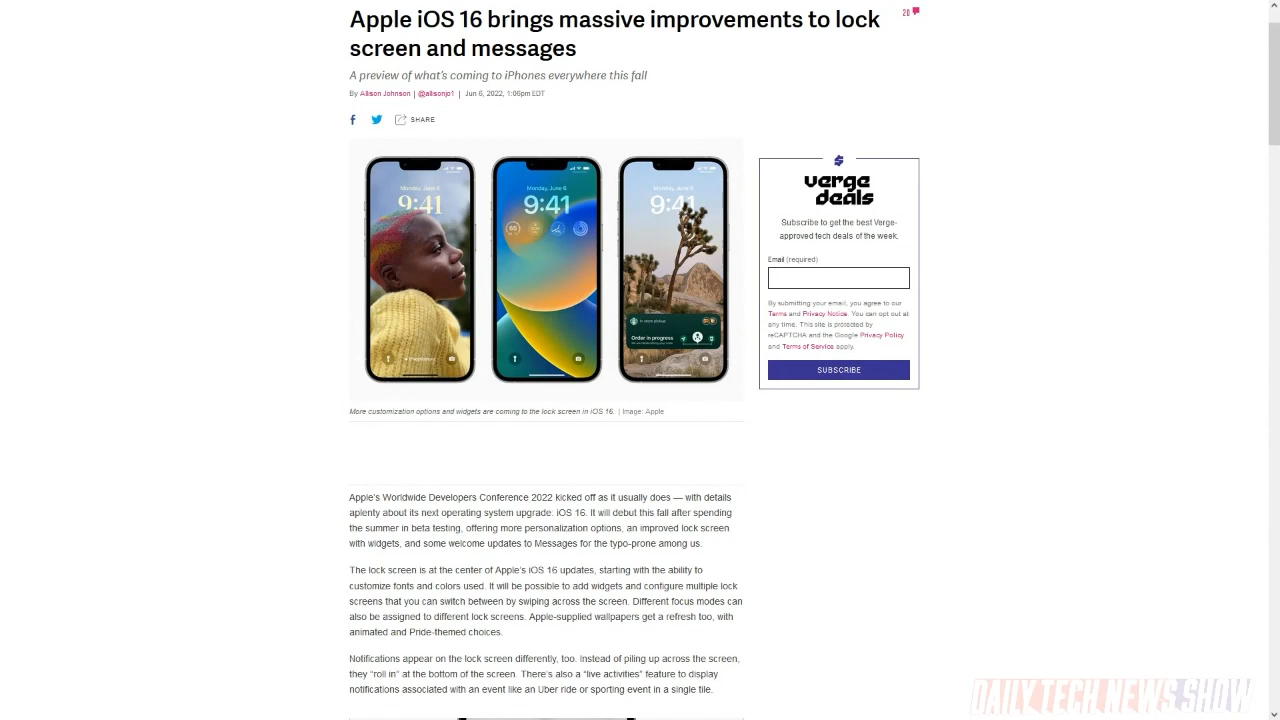 Apple iOS 16 brings massive improvements to lock
screen and messages
20
A preview of what's coming to iPhones everywhere this fall
By Allison Johnson | @allisonjo1 | Jun 6, 2022, 1:06pm EDT
SHARE
Monday, June 6
9:41
Monday, June 6
9:41
65
Monday, June 6
9:41
In store pickup
Order in progress
verge
deals
Subscribe to get the best Verge-
approved tech deals of the week.
Email (required)
By submitting your email, you agree to our
Terms and Privacy Notice. You can opt out at
any time. This site is protected by
reCAPTCHA and the Google Privacy Policy
and Terms of Service apply.
SUBSCRIBE
More customization options and widgets are coming to the lock screen in iOS 16. | Image: Apple
Apple's Worldwide Developers Conference 2022 kicked off as it usually does — with details
aplenty about its next operating system upgrade: iOS 16. It will debut this fall after spending
the summer in beta testing, offering more personalization options, an improved lock screen
with widgets, and some welcome updates to Messages for the typo-prone among us.
The lock screen is at the center of Apple's iOS 16 updates, starting with the ability to
customize fonts and colors used. It will be possible to add widgets and configure multiple lock
screens that you can switch between by swiping across the screen. Different focus modes can
also be assigned to different lock screens. Apple-supplied wallpapers get a refresh too, with
animated and Pride-themed choices.
Notifications appear on the lock screen differently, too. Instead of piling up across the screen,
they "roll in" at the bottom of the screen. There's also a "live activities" feature to display
notifications associated with an event like an Uber ride or sporting event in a single tile.
DAILY TECH NEWS SHOW